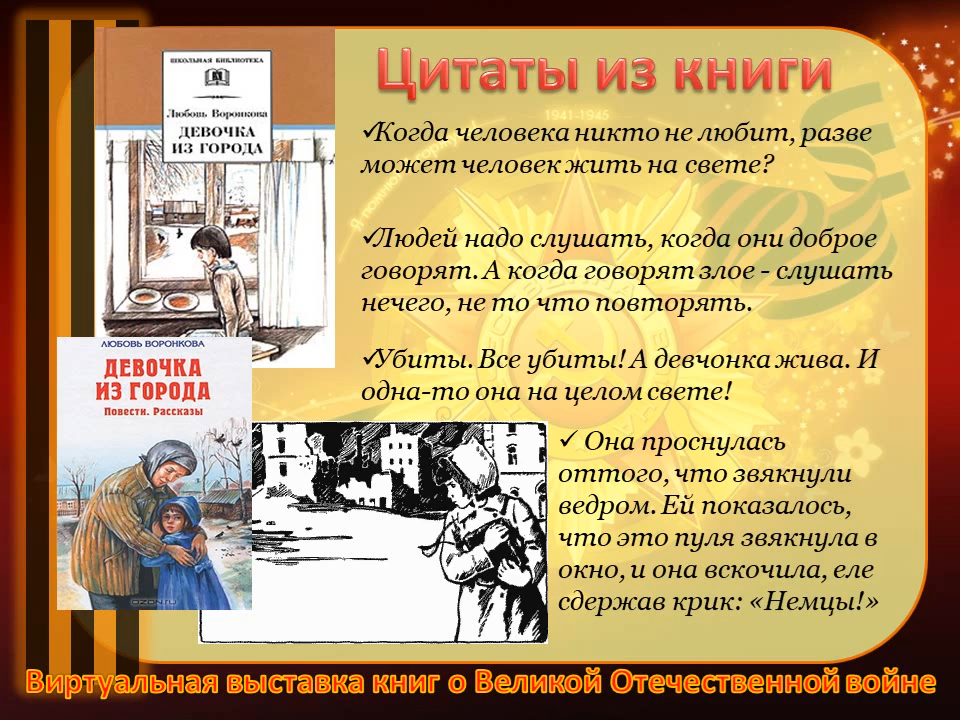 Цитаты из книги
ШКОЛЬНАЯ БИБЛИОТЕКА
Любовь Воронкова
ДЕВОЧКА
ИЗ ГОРОДА
1941-1945
✓Когда человека никто не любит, разве
может человек жить на свете?
✓Людей надо слушать, когда они доброе
говорят. А когда говорят злое - слушать
нечего, не то что повторять.
✓Убиты. Все убиты! А девчонка жива. И
одна-то она на целом свете!
ЛЮБОВЬ ВОРОНКОВА
ДЕВОЧКА
ИЗ ГОРОДА
Повести. Рассказы
ozon.ru
✓ Она проснулась
оттого, что звякнули
ведром. Ей показалось,
что это пуля звякнула в
окно, и она вскочила, еле
сдержав крик: «Немцы!»
Виртуальная выставка книг о Великой Отечественной войне